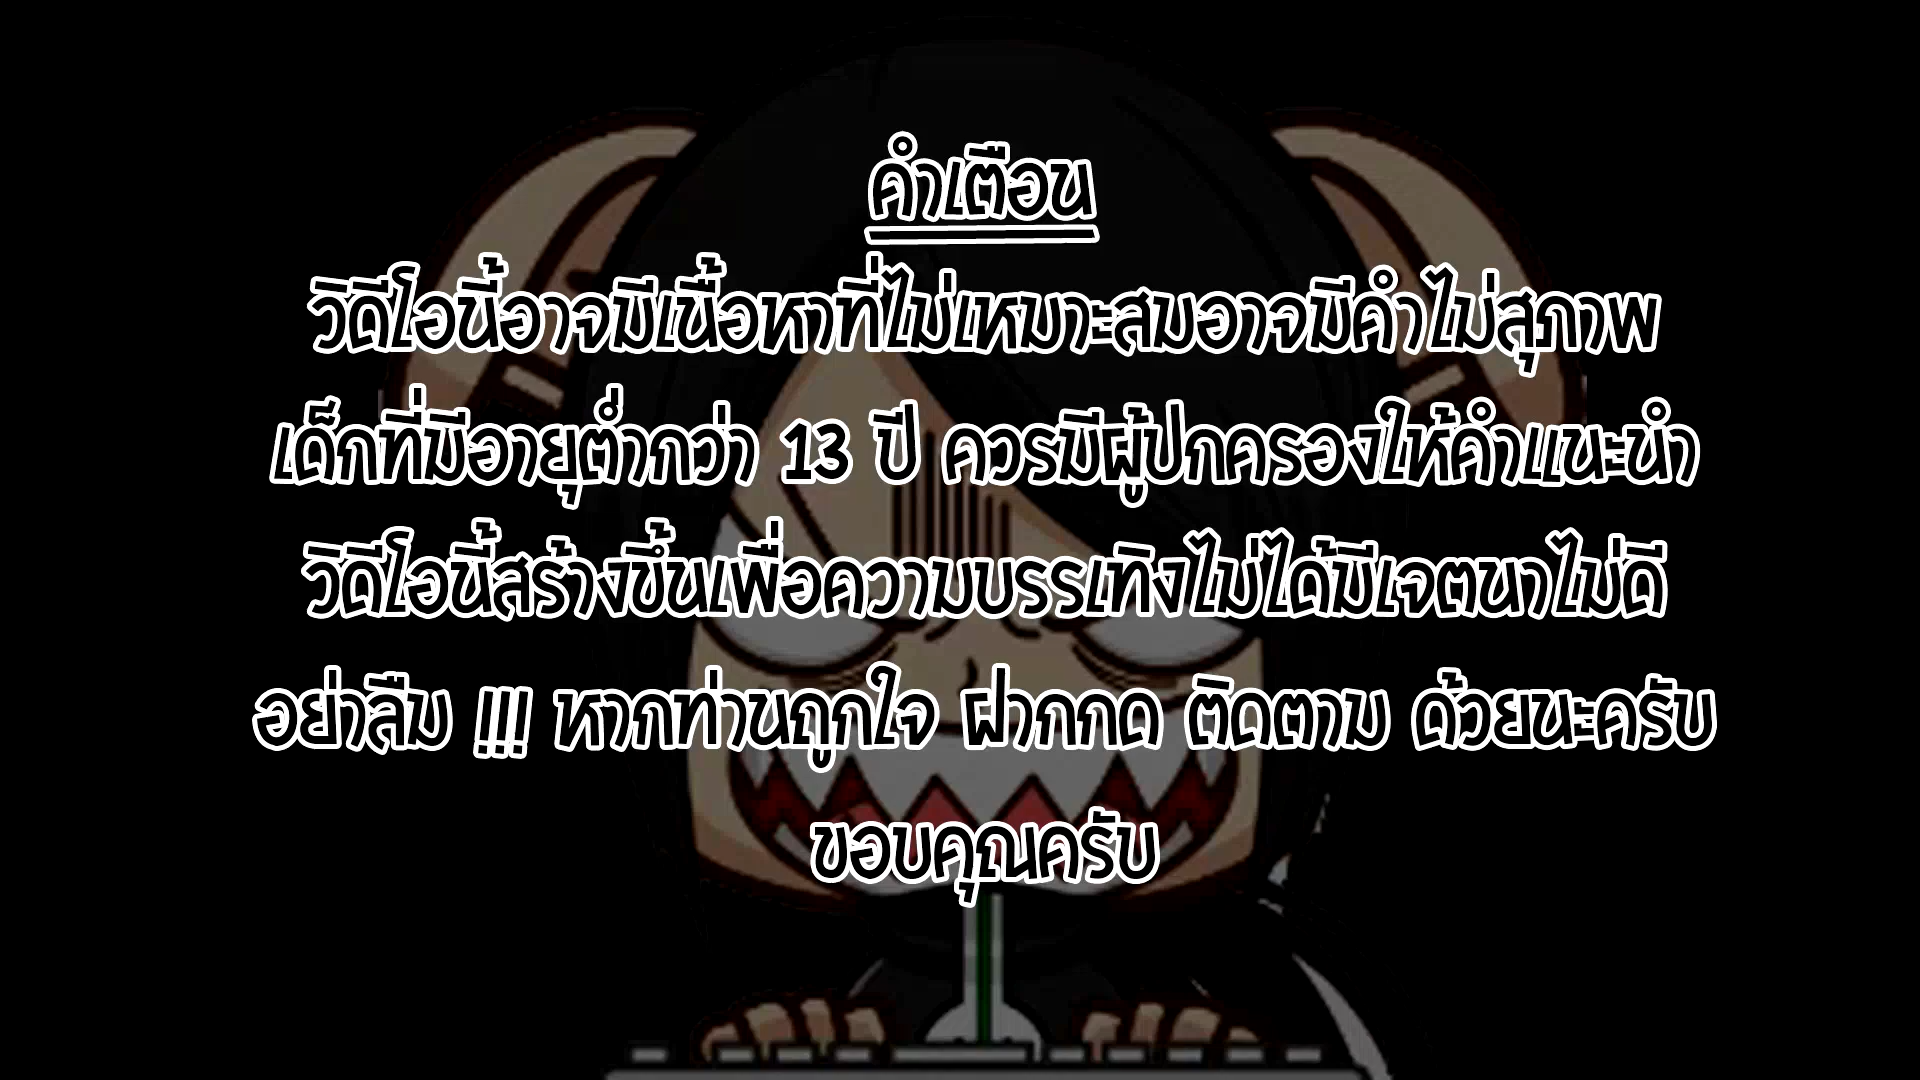 คำเตือน
วิดีโอนี้อาจมีเนื้อหาที่ไม่เหมาะสมอาจมีคำไม่สุภาพ
เด็กที่มีอายุต่ำกว่า 13 ปี ควรมีผู้ปกครองให้คำแนะนำ
วิดีโอนี้สร้างขึ้นเพื่อความบรรเทิงไม่ได้มีเจตนาไม่ดี
อย่าลืม !!! หากท่านถูกใจ ฝากกด ติดตาม ด้วยนะครับ
ขอบคุณครับ